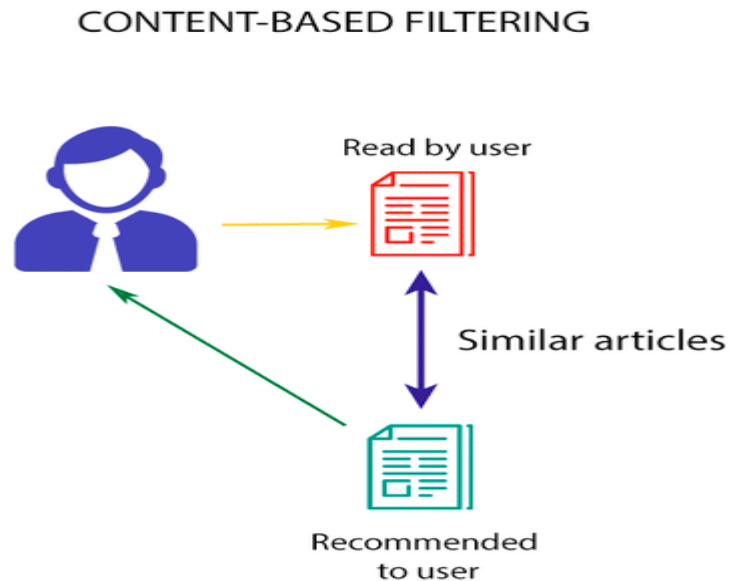 CONTENT-BASED FILTERING
Read by user
Similar articles
Recommended
to user